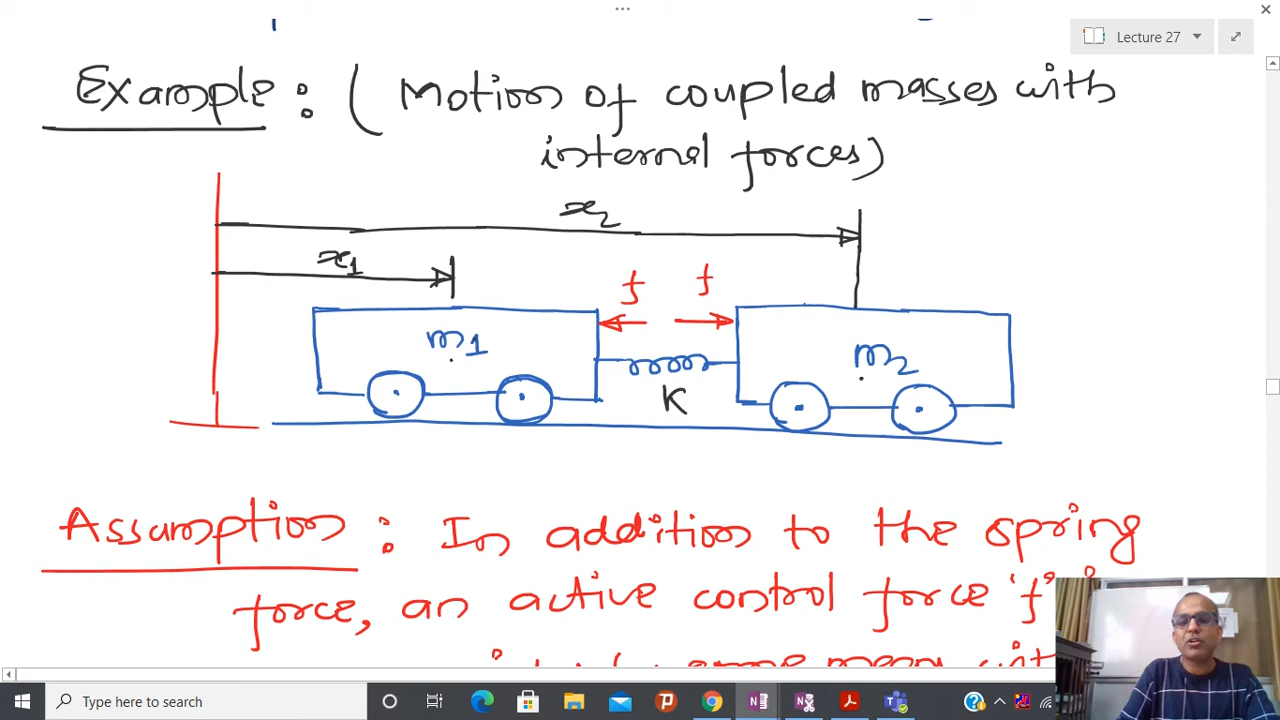 Lecture 27
Example: (Motion of coupled masses with
internal forces)
x2
x1
f f
m1
m2
K
Assumption: In addition to the spring
force, an active control force 'f'
Type here to search